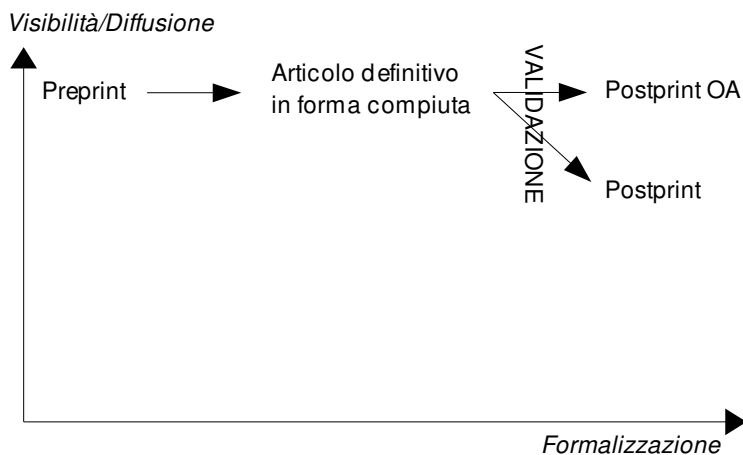 Visibilità/Diffusione
Preprint
Articolo definitivo
in forma compiuta
VALIDAZIONE
Postprint OA
Postprint
Formalizzazione